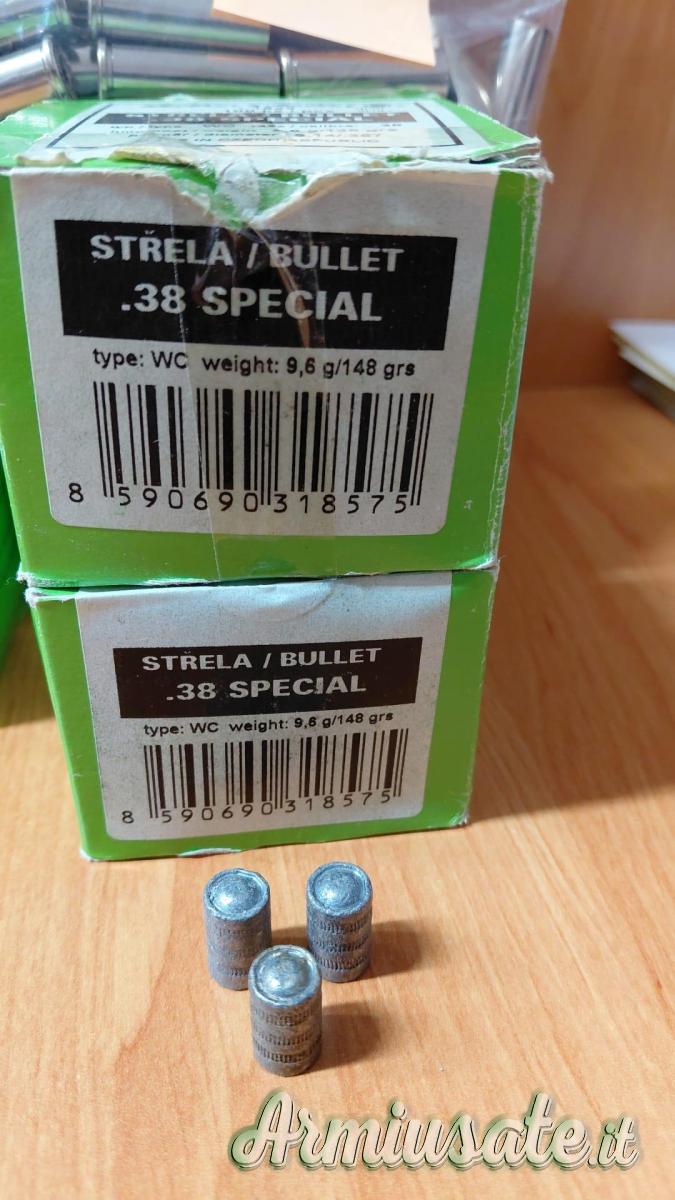 STŘELA / BULLET
.38 SPECIAL
type: WC weight: 9,6 g/148 grs
8 590690 318575
STŘELA / BULLET
.38 SPECIAL
type: WC weight: 9,6 g/148 grs
8 590690 318575
Armiusate.it